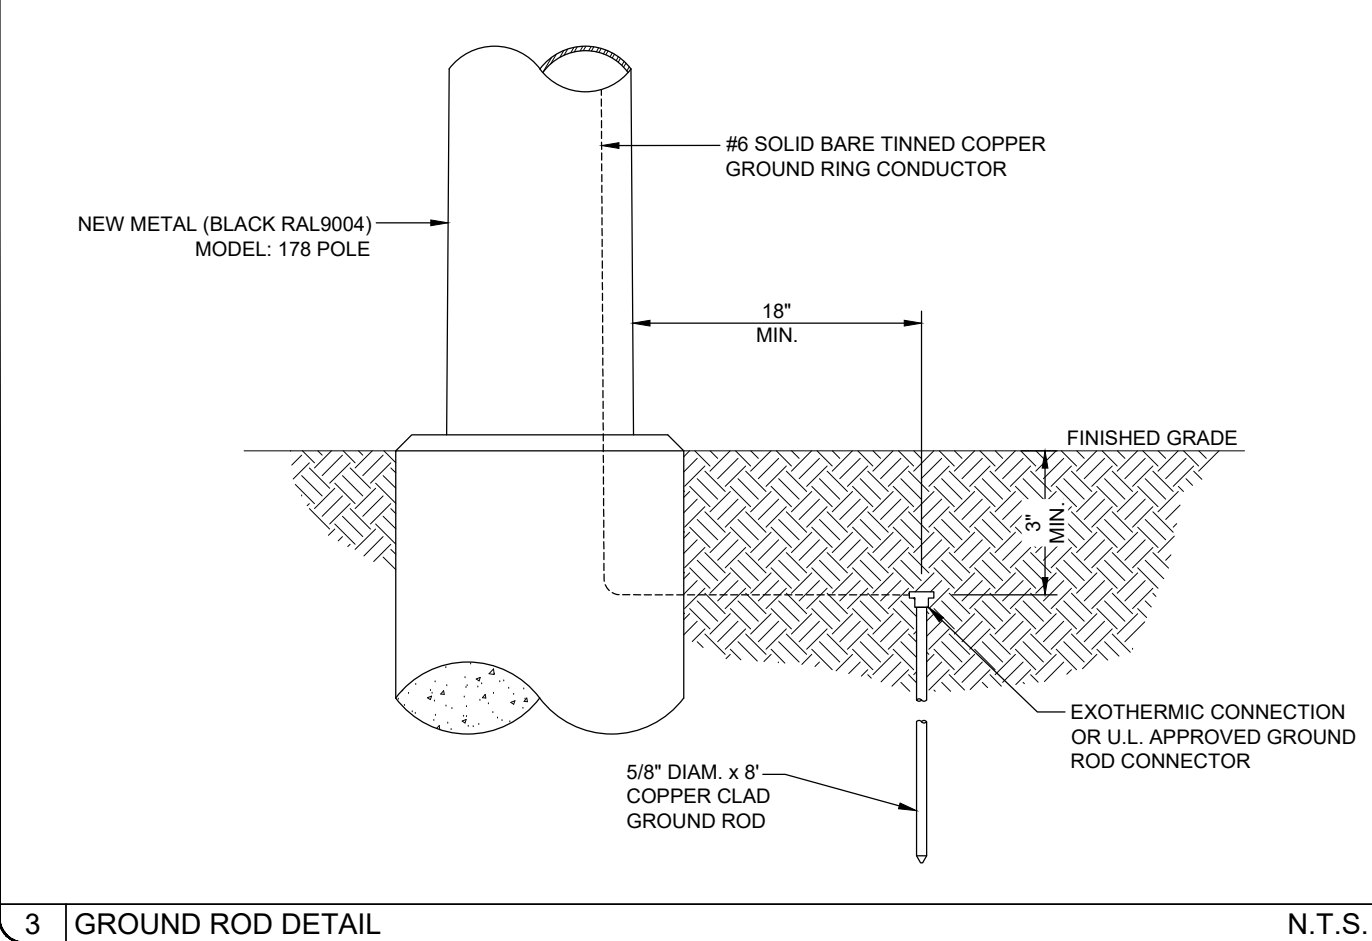 #6 SOLID BARE TINNED COPPER
GROUND RING CONDUCTOR
NEW METAL (BLACK RAL9004)
MODEL: 178 POLE
18"
MIN.
FINISHED GRADE
3"
MIN.
EXOTHERMIC CONNECTION
OR U.L. APPROVED GROUND
ROD CONNECTOR
5/8" DIAM. x 8'
COPPER CLAD
GROUND ROD
3 GROUND ROD DETAIL N.T.S.